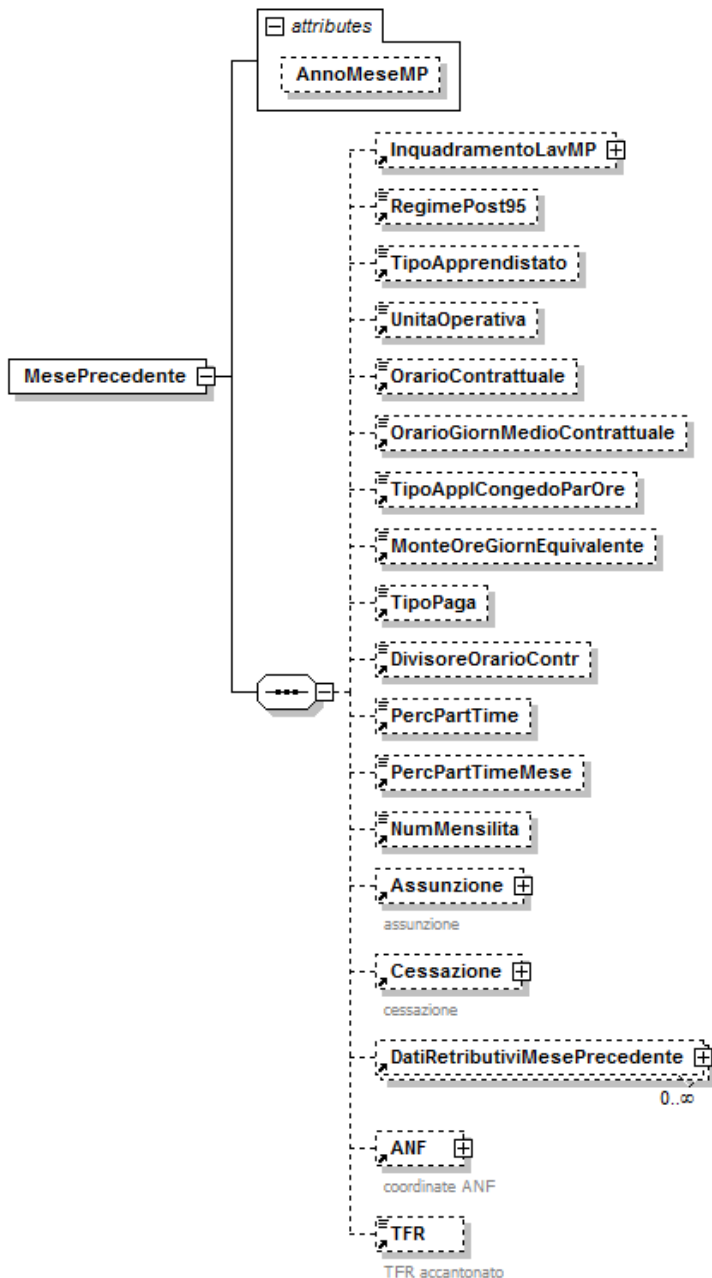 attributes
AnnoMeseMP
InquadramentoLavMP
RegimePost95
TipoApprendistato
UnitaOperativa
MesePrecedente
OrarioContrattuale
OrarioGiornMedioContrattuale
TipoApplCongedoParOre
MonteOreGiornEquivalente
TipoPaga
DivisoreOrarioContr
PercPartTime
PercPartTimeMese
NumMensilita
Assunzione
assunzione
Cessazione
cessazione
DatiRetributiviMesePrecedente
0..∞
ANF
coordinate ANF
TFR
TFR accantonato